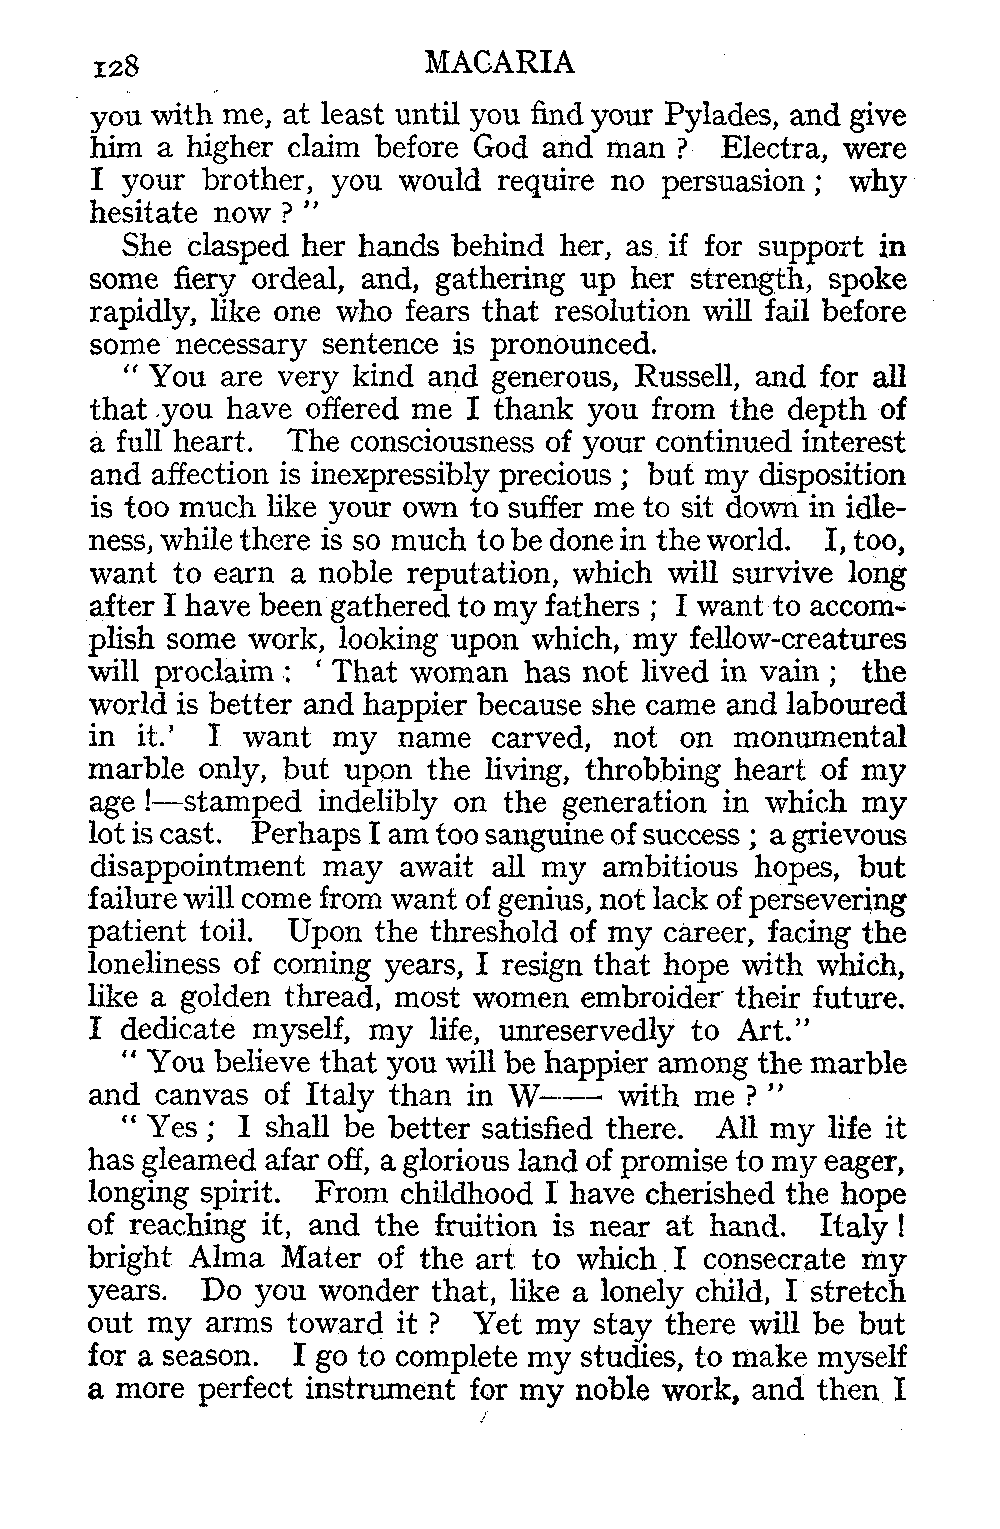 128 MACARIA
you with me, at least until you find your Pylades, and give
him a higher claim before God and man ? Electra, were
I your brother, you would require no persuasion ; why
hesitate now ? "
She clasped her hands behind her, as if for support in
some fiery ordeal, and, gathering up her strength, spoke
rapidly, like one who fears that resolution will fail before
some necessary sentence is pronounced.
" You are very kind and generous, Russell, and for all
that you have offered me I thank you from the depth of
a full heart. The consciousness of your continued interest
and affection is inexpressibly precious ; but my disposition
is too much like your own to suffer me to sit down in idle-
ness, while there is so much to be done in the world. I, too,
want to earn a noble reputation, which will survive long
after I have been gathered to my fathers ; I want to accom-
plish some work, looking upon which, my fellow-creatures
will proclaim : ' That woman has not lived in vain ; the
world is better and happier because she came and laboured
in it.' I want my name carved, not on monumental
marble only, but upon the living, throbbing heart of my
age !—stamped indelibly on the generation in which my
lot is cast. Perhaps I am too sanguine of success ; a grievous
disappointment may await all my ambitious hopes, but
failure will come from want of genius, not lack of persevering
patient toil. Upon the threshold of my career, facing the
loneliness of coming years, I resign that hope with which,
like a golden thread, most women embroider their future.
I dedicate myself, my life, unreservedly to Art."
" You believe that you will be happier among the marble
and canvas of Italy than in W—— with me ? "
" Yes ; I shall be better satisfied there. All my life it
has gleamed afar off, a glorious land of promise to my eager,
longing spirit. From childhood I have cherished the hope
of reaching it, and the fruition is near at hand. Italy !
bright Alma Mater of the art to which I consecrate my
years. Do you wonder that, like a lonely child, I stretch
out my arms toward it ? Yet my stay there will be but
for a season. I go to complete my studies, to make myself
a more perfect instrument for my noble work, and then I